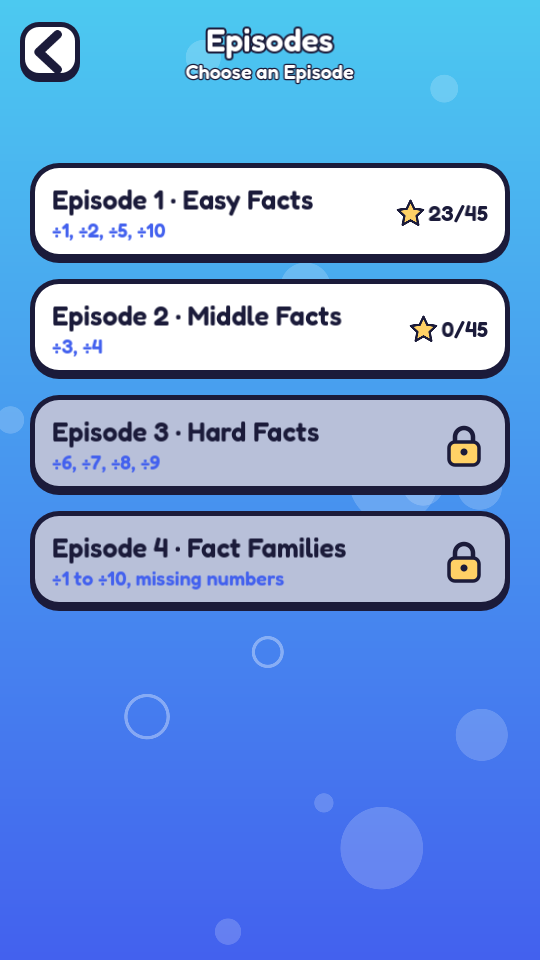 Episodes
Choose an Episode
Episode 1 · Easy Facts
÷1, ÷2, ÷5, ÷10
23/45
Episode 2 · Middle Facts
÷3, ÷4
0/45
Episode 3 · Hard Facts
÷6, ÷7, ÷8, ÷9
Episode 4 · Fact Families
÷1 to ÷10, missing numbers